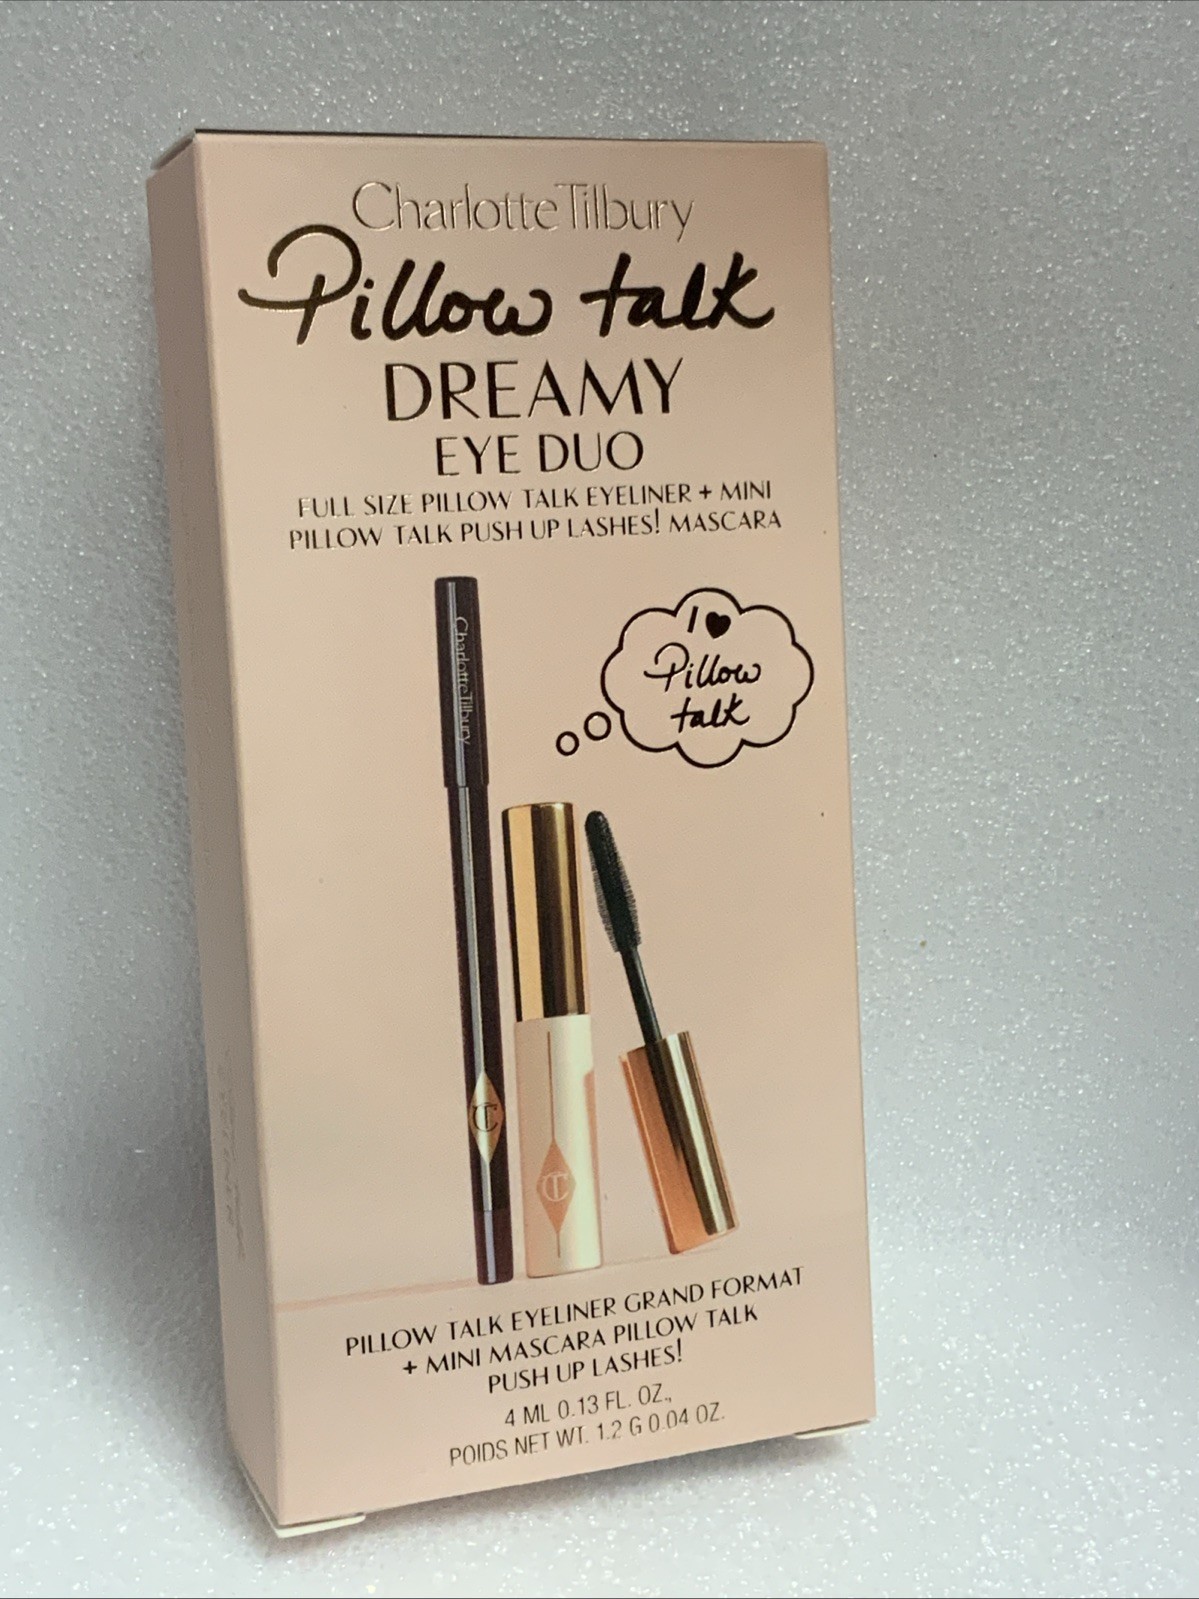 Charlotte Tilbury
Pillow talk
DREAMY
EYE DUO
FULL SIZE PILLOW TALK EYELINER + MINI
PILLOW TALK PUSH UP LASHES! MASCARA
I ♥
Pillow
talk
Charlotte Tilbury
CT
CT
PILLOW TALK EYELINER GRAND FORMAT
+ MINI MASCARA PILLOW TALK
PUSH UP LASHES!
4 ML 0.13 FL. OZ.,
POIDS NET WT. 1.2 G 0.04 OZ.